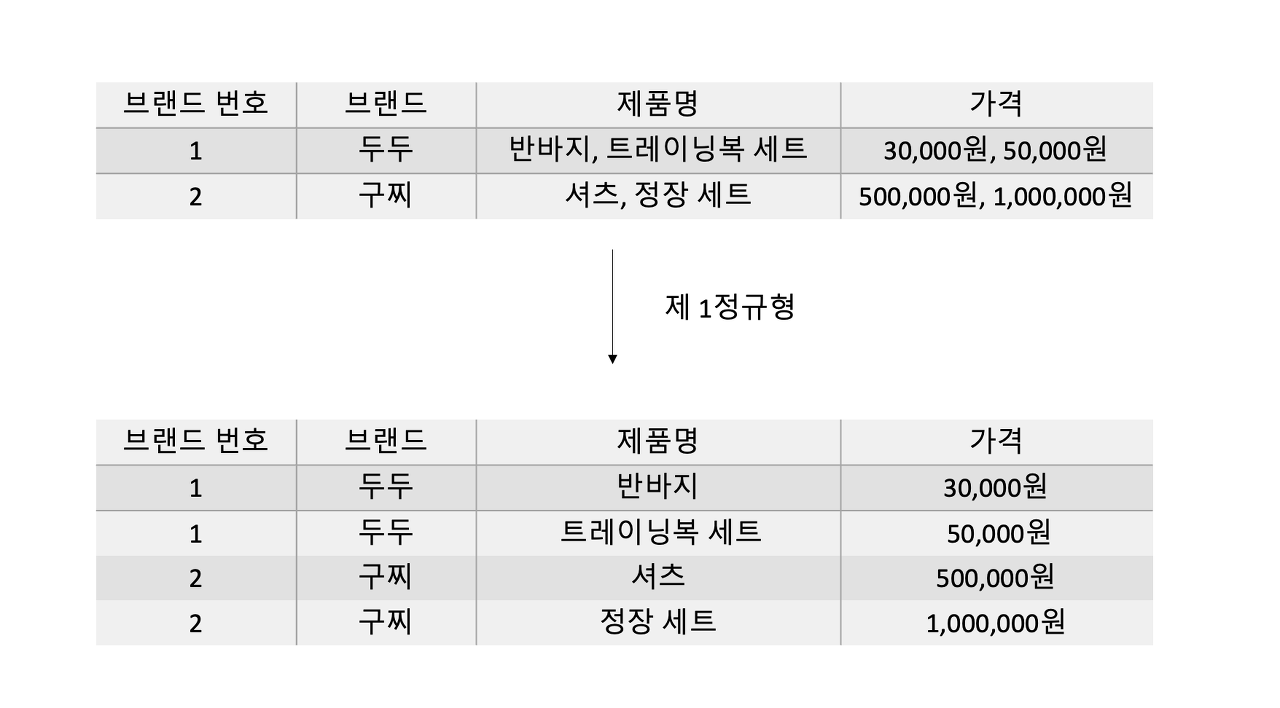 브랜드 번호 브랜드 제품명 가격
1 두두 반바지, 트레이닝복 세트 30,000원, 50,000원
2 구찌 셔츠, 정장 세트 500,000원, 1,000,000원
제 1정규형
브랜드 번호 브랜드 제품명 가격
1 두두 반바지 30,000원
1 두두 트레이닝복 세트 50,000원
2 구찌 셔츠 500,000원
2 구찌 정장 세트 1,000,000원